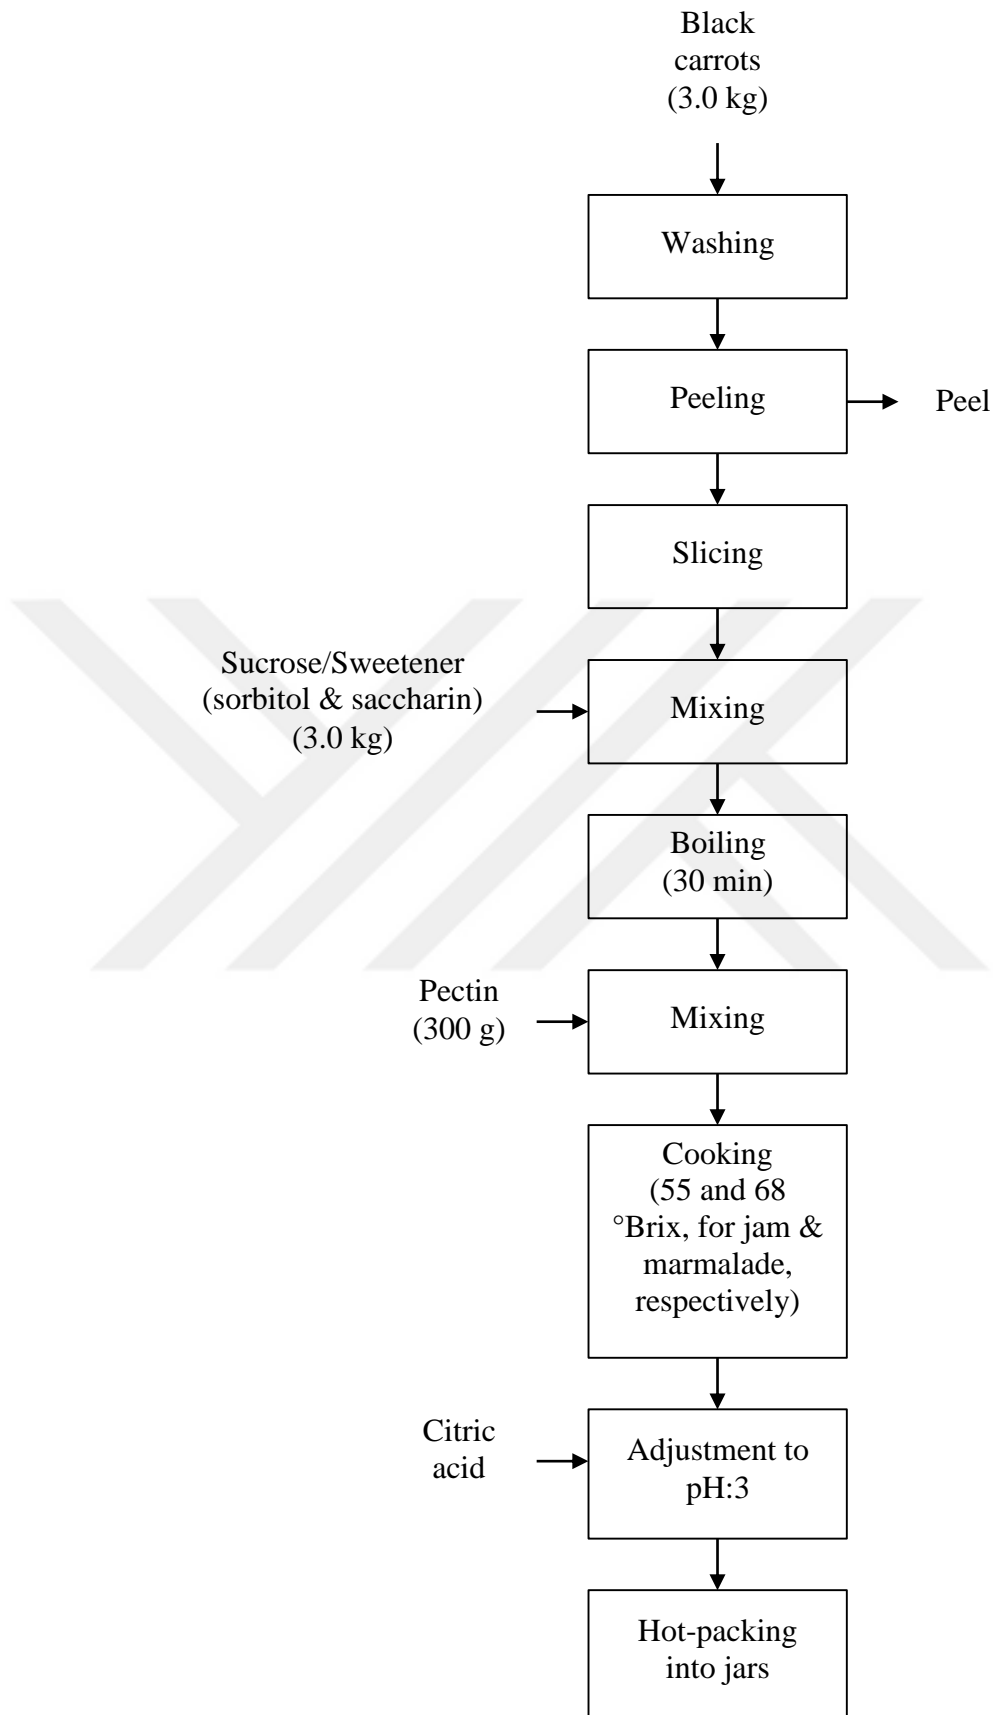 Black
carrots
(3.0 kg)
Washing
Peeling
Peel
Slicing
Sucrose/Sweetener
(sorbitol & saccharin)
(3.0 kg)
Mixing
Boiling
(30 min)
Pectin
(300 g)
Mixing
Cooking
(55 and 68
°Brix, for jam &
marmalade,
respectively)
Citric
acid
Adjustment to
pH:3
Hot-packing
into jars